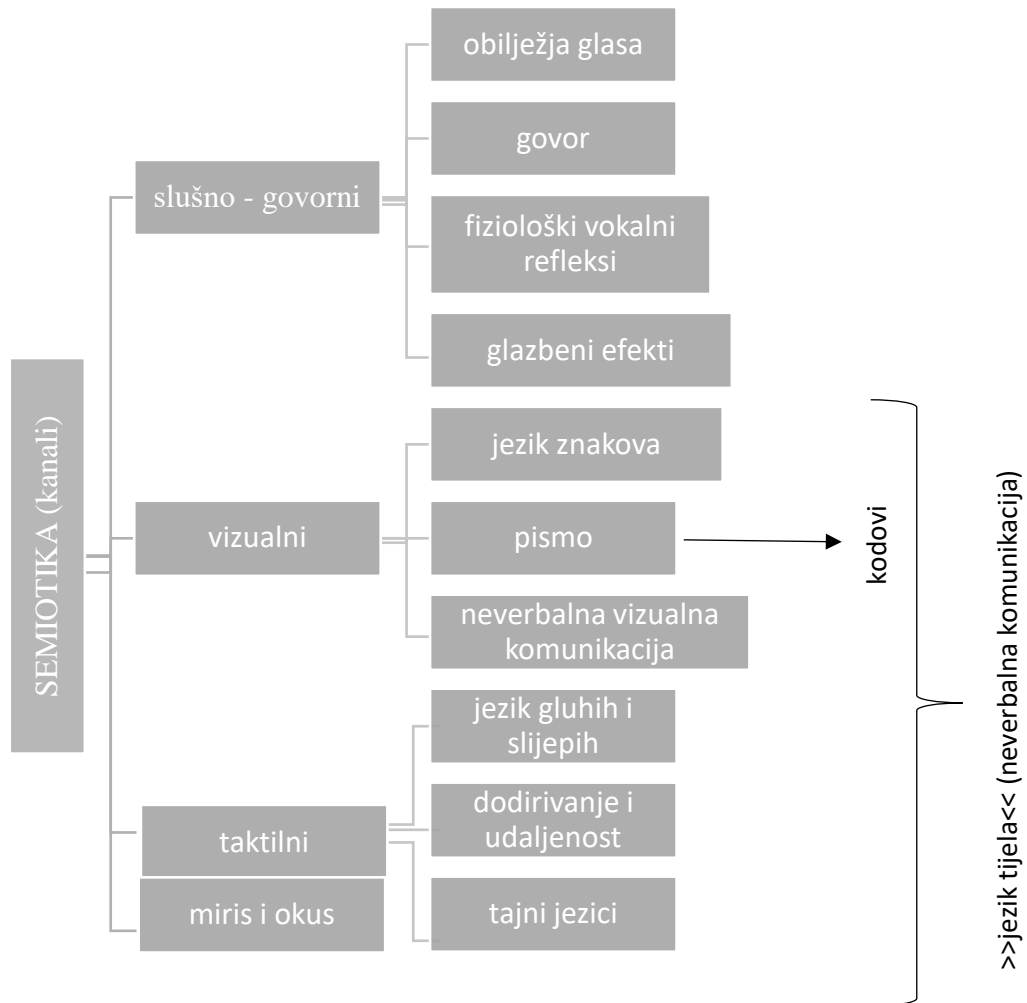 SEMIOTIKA (kanali)
slušno - govorni
obilježja glasa
govor
fiziološki vokalni
refleksi
glazbeni efekti
vizualni
jezik znakova
pismo
kodovi
neverbalna vizualna
komunikacija
taktilni
jezik gluhih i
slijepih
dodirivanje i
udaljenost
tajni jezici
miris i okus
>>jezik tijela<< (neverbalna komunikacija)